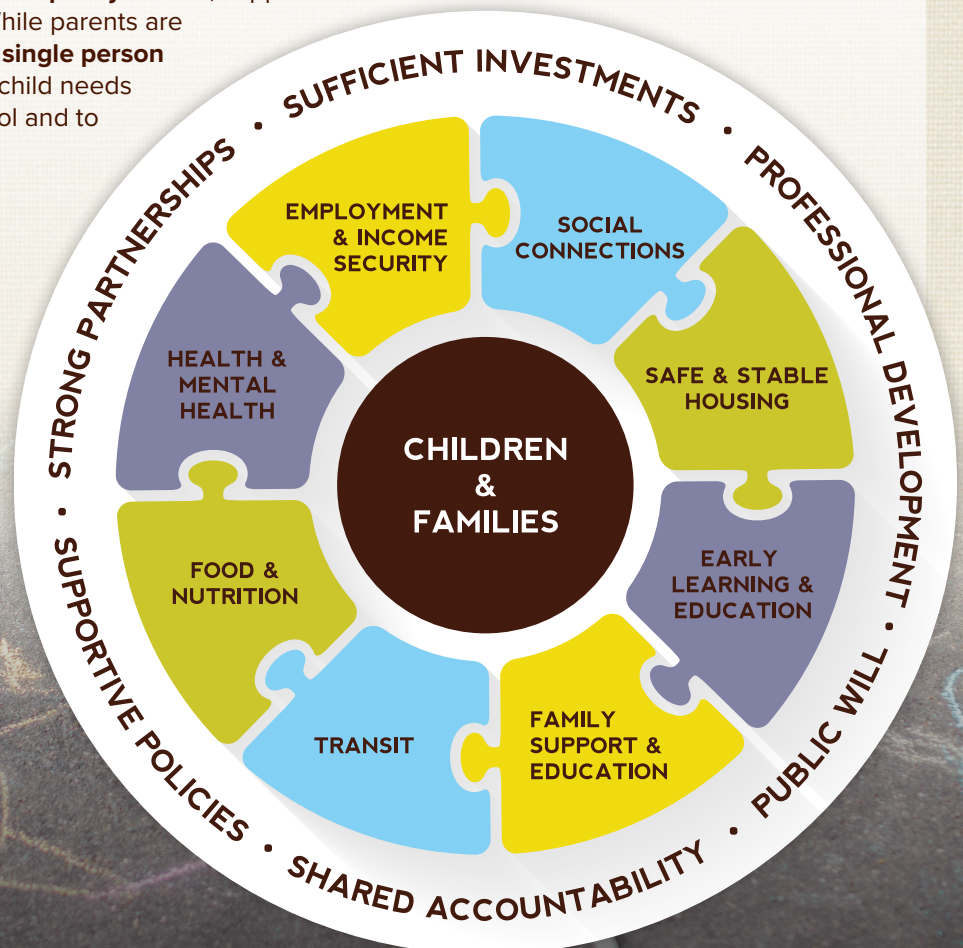 While parents are
single person
child needs
ol and to
STRONG PARTNERSHIPS • SUFFICIENT INVESTMENTS • PROFESSIONAL DEVELOPMENT • PUBLIC WILL • SHARED ACCOUNTABILITY • SUPPORTIVE POLICIES •
EMPLOYMENT
& INCOME
SECURITY
SOCIAL
CONNECTIONS
SAFE & STABLE
HOUSING
EARLY
LEARNING &
EDUCATION
FAMILY
SUPPORT &
EDUCATION
TRANSIT
FOOD &
NUTRITION
HEALTH &
MENTAL
HEALTH
CHILDREN
&
FAMILIES